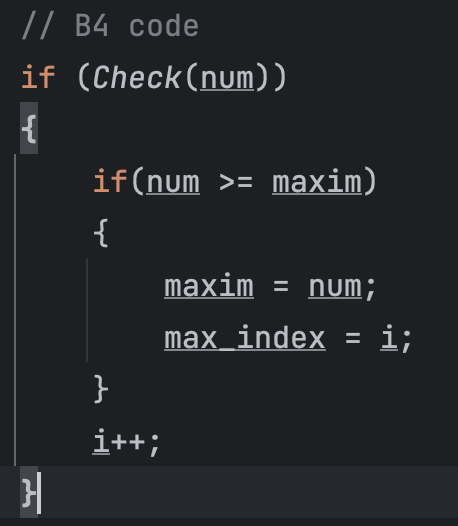 // B4 code
if (Check(num))
{
if(num >= maxim)
{
maxim = num;
max_index = i;
}
i++;
}